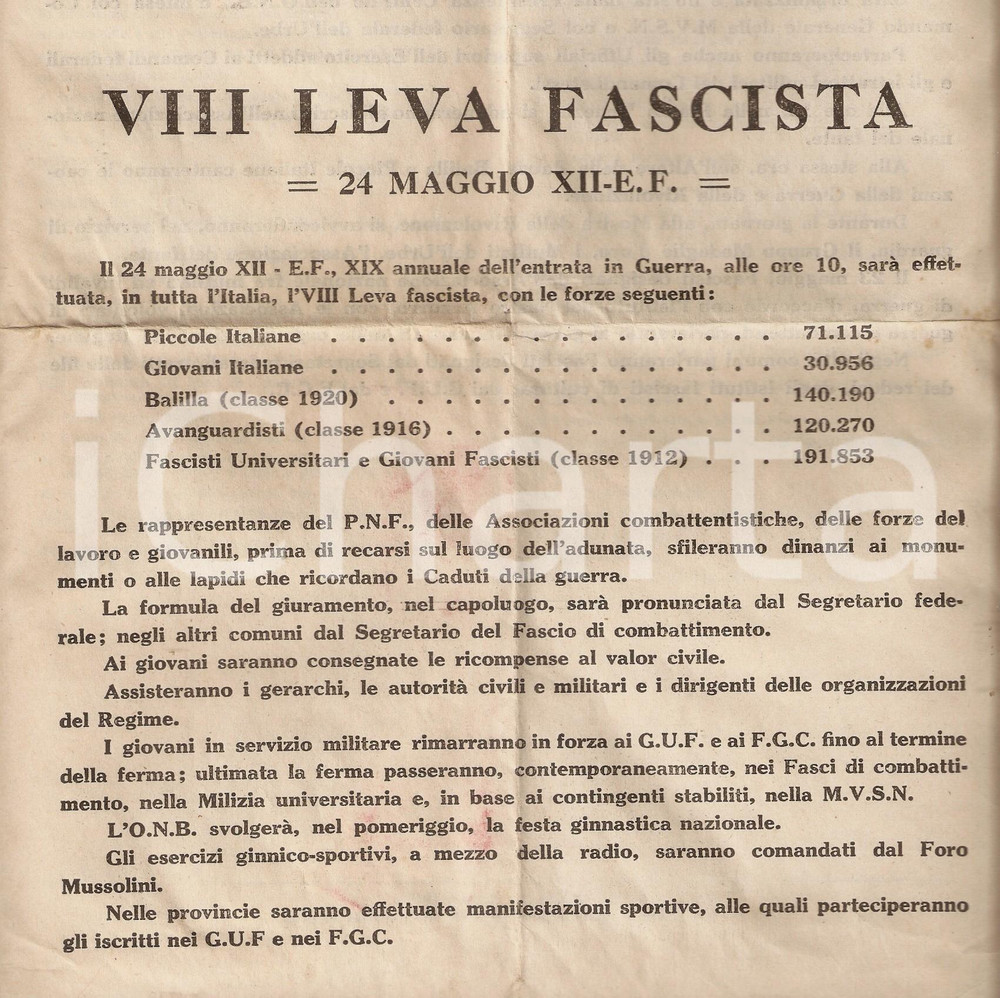 VIII LEVA FASCISTA
= 24 MAGGIO XII-E.F. =
Il 24 maggio XII - E.F., XIX annuale dell'entrata in Guerra, alle ore 10, sarà effet-
tuata, in tutta l'Italia, l'VIII Leva fascista, con le forze seguenti:
Piccole Italiane . . . . . . . . . . . . . . . 71.115
Giovani Italiane . . . . . . . . . . . . . . . 30.956
Balilla (classe 1920) . . . . . . . . . . . . . 140.190
Avanguardisti (classe 1916) . . . . . . . . . . . 120.270
Fascisti Universitari e Giovani Fascisti (classe 1912) . . . 191.853
Le rappresentanze del P.N.F., delle Associazioni combattentistiche, delle forze del
lavoro e giovanili, prima di recarsi sul luogo dell'adunata, sfileranno dinanzi ai monu-
menti o alle lapidi che ricordano i Caduti della guerra.
La formula del giuramento, nel capoluogo, sarà pronunciata dal Segretario fede-
rale; negli altri comuni dal Segretario del Fascio di combattimento.
Ai giovani saranno consegnate le ricompense al valor civile.
Assisteranno i gerarchi, le autorità civili e militari e i dirigenti delle organizzazioni
del Regime.
I giovani in servizio militare rimarranno in forza ai G.U.F. e ai F.G.C. fino al termine
della ferma; ultimata la ferma passeranno, contemporaneamente, nei Fasci di combatti-
mento, nella Milizia universitaria e, in base ai contingenti stabiliti, nella M.V.S.N.
L'O.N.B. svolgerà, nel pomeriggio, la festa ginnastica nazionale.
Gli esercizi ginnico-sportivi, a mezzo della radio, saranno comandati dal Foro
Mussolini.
Nelle provincie saranno effettuate manifestazioni sportive, alle quali parteciperanno
gli iscritti nei G.U.F e nei F.G.C.
iCharta